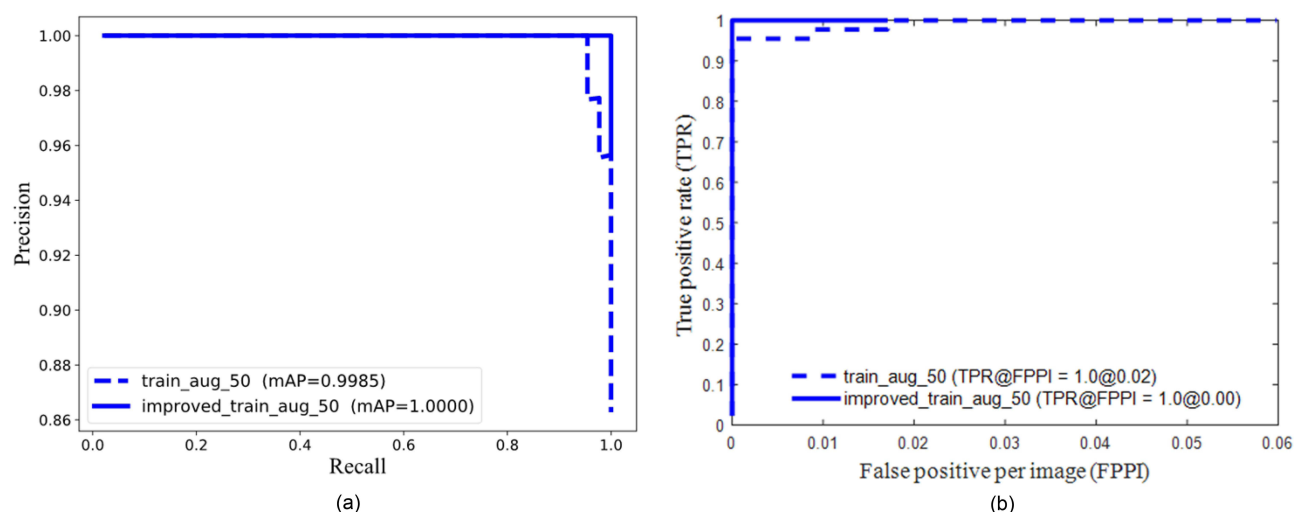 1.00
0.98
0.96
0.94
0.92
0.90
0.88
0.86
Precision
train_aug_50 (mAP=0.9985)
improved_train_aug_50 (mAP=1.0000)
0.0 0.2 0.4 0.6 0.8 1.0
Recall
(a)
1
0.9
0.8
0.7
0.6
0.5
0.4
0.3
0.2
0.1
0
True positive rate (TPR)
train_aug_50 (TPR@FPPI = 1.0@0.02)
improved_train_aug_50 (TPR@FPPI = 1.0@0.00)
0 0.01 0.02 0.03 0.04 0.05 0.06
False positive per image (FPPI)
(b)